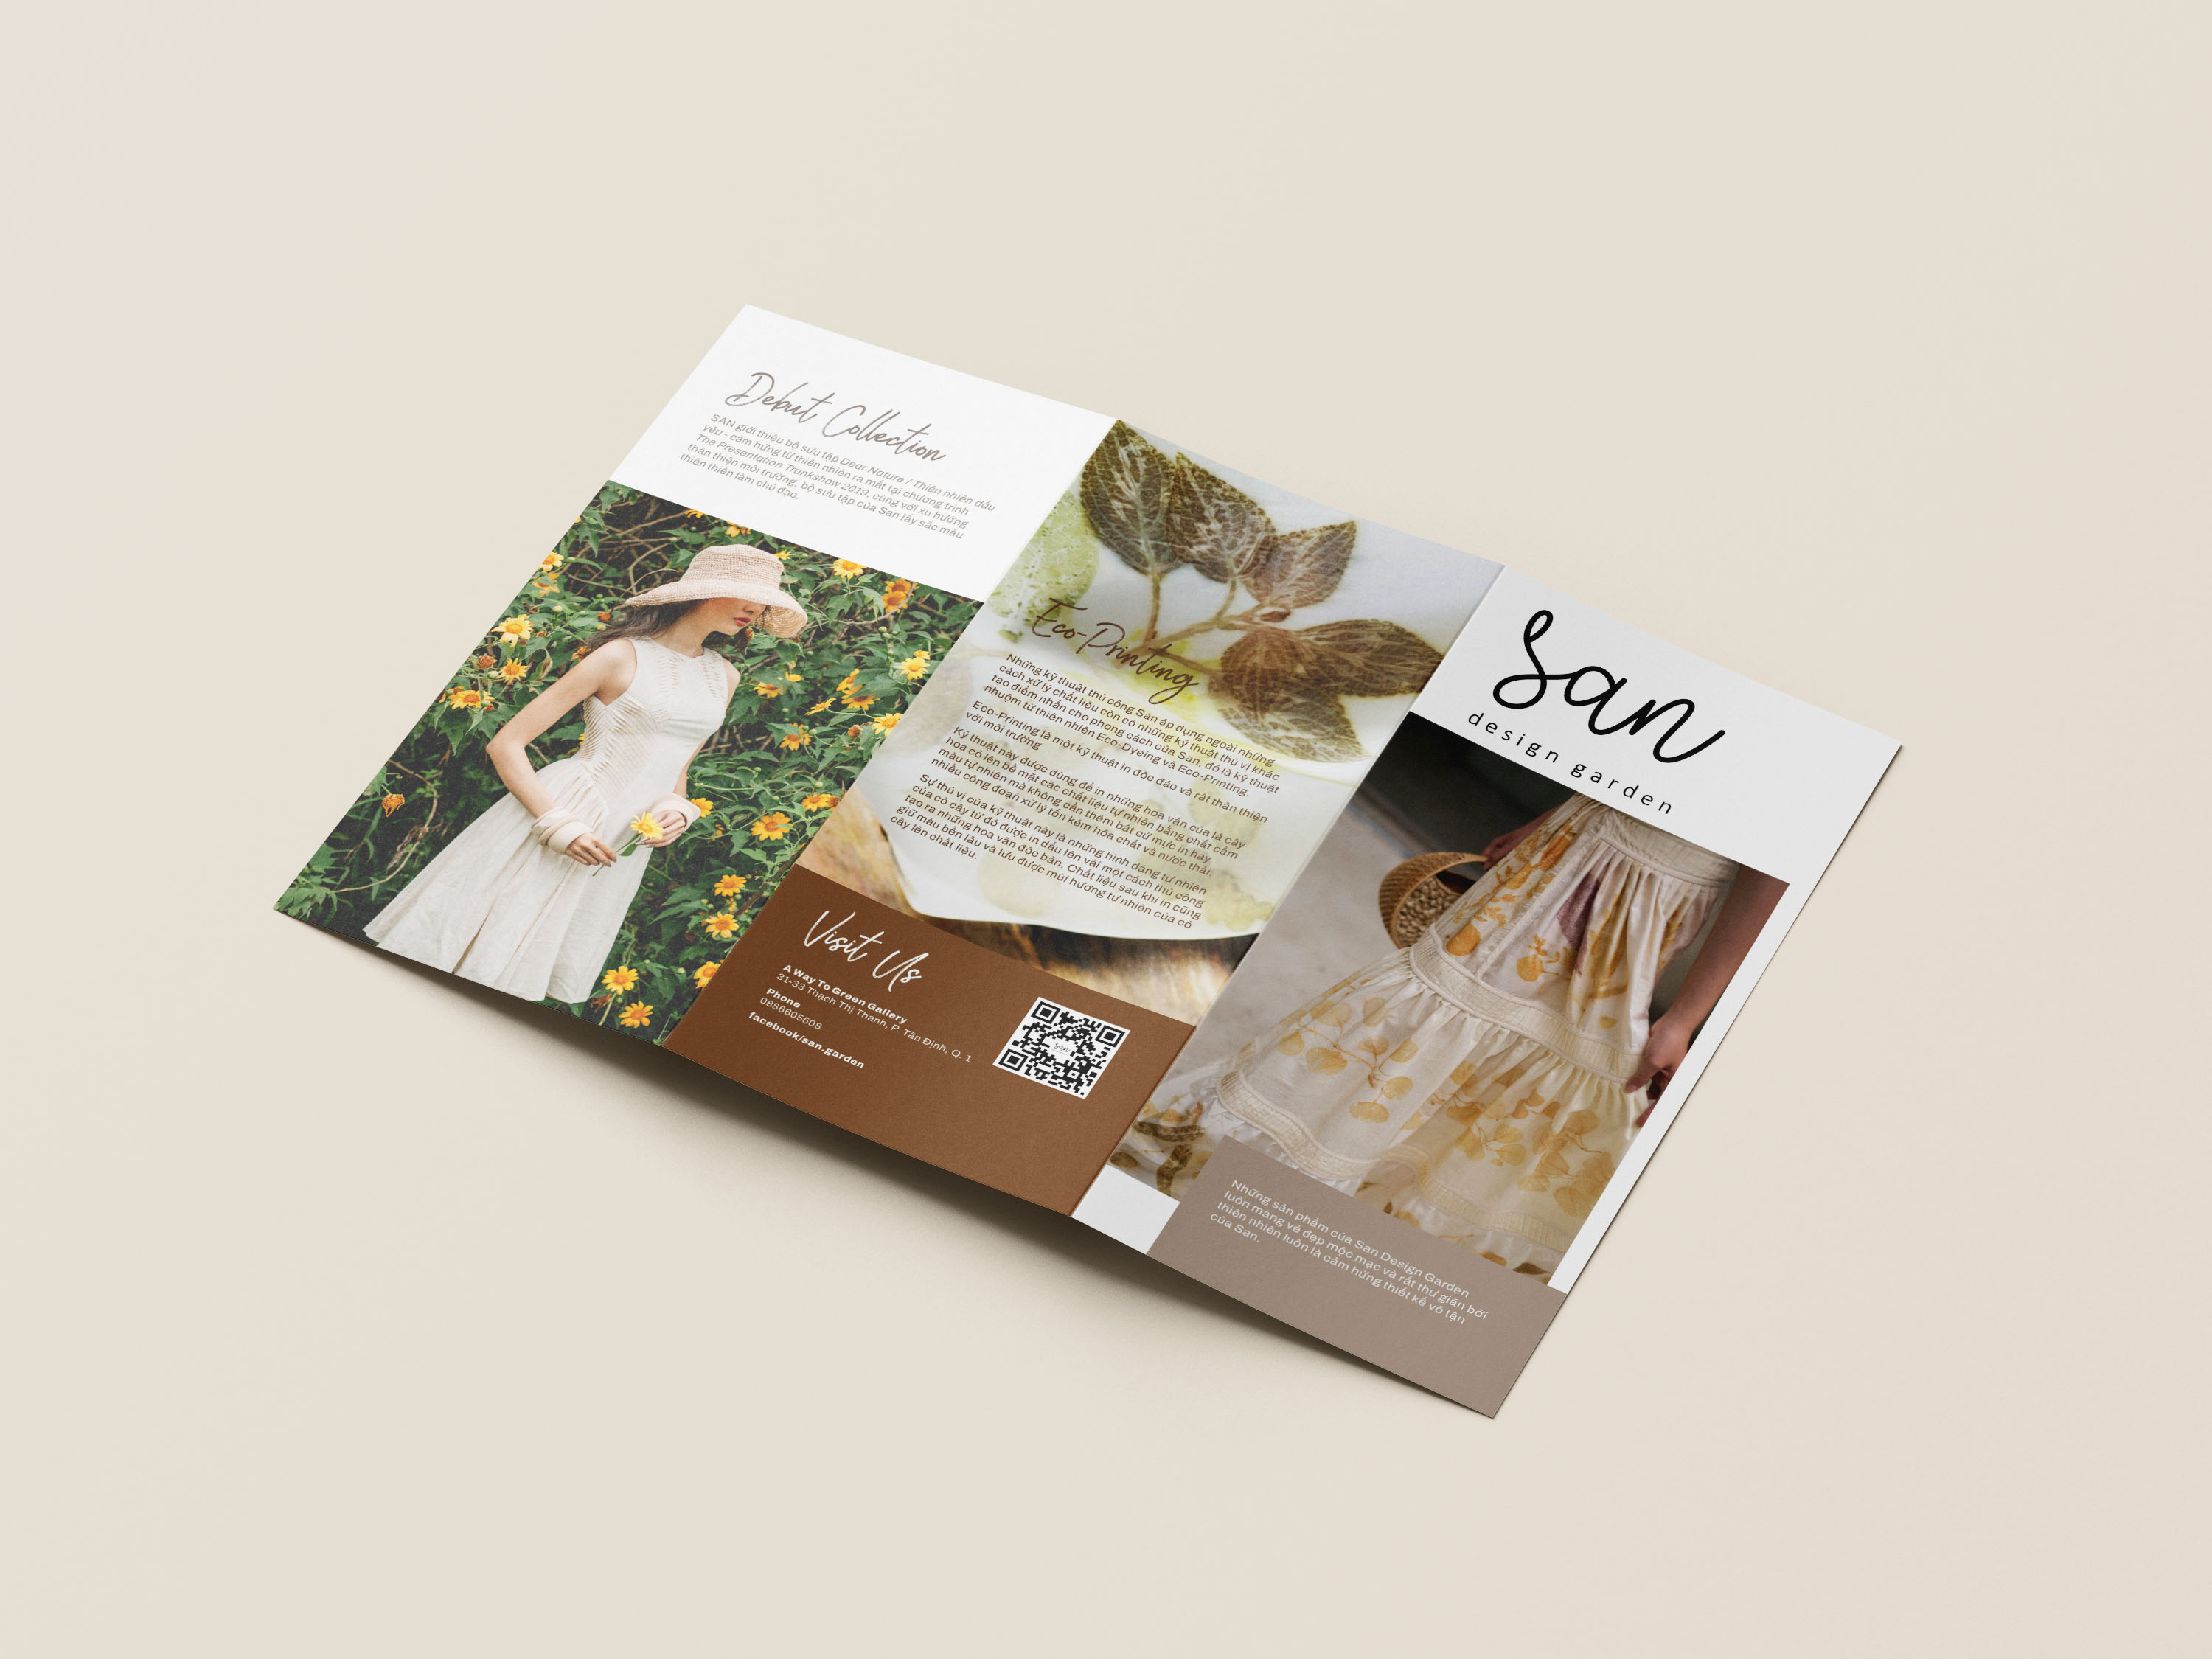 Debut Collection
SAN giới thiệu bộ sưu tập Dear Nature / Thiên nhiên dấu
yêu - cảm hứng từ thiên nhiên ra mắt tại chương trình
The Presentation Trunkshow 2019, cùng với xu hướng
thân thiện môi trường, bộ sưu tập của San lấy sắc màu
thiên thiên làm chủ đạo.
Eco-Printing
Những kỹ thuật thủ công San áp dụng ngoài những
cách xử lý chất liệu còn có những kỹ thuật thú vị khác
tạo điểm nhấn cho phong cách của San, đó là kỹ thuật
nhuộm từ thiên nhiên Eco-Dyeing và Eco-Printing.
Eco-Printing là một kỹ thuật in độc đáo và rất thân thiện
với môi trường
Kỹ thuật này được dùng để in những hoa văn của lá cây
hoa cỏ lên bề mặt các chất liệu tự nhiên bằng chất cầm
màu tự nhiên mà không cần thêm bất cứ mực in hay
nhiều công đoạn xử lý tốn kém hóa chất và nước thải.
Sự thú vị của kỹ thuật này là những hình dáng tự nhiên
của cỏ cây từ đó được in dấu lên vải một cách thủ công
tạo ra những hoa văn độc bản. Chất liệu sau khi in cũng
giữ màu bền lâu và lưu được mùi hương tự nhiên của cỏ
cây lên chất liệu.
Visit Us
A Way To Green Gallery
31-33 Thạch Thị Thanh, P. Tân Định, Q. 1
Phone
0886605508
facebook/san.garden
san
san
design garden
Những sản phẩm của San Design Garden
luôn mang vẻ đẹp mộc mạc và rất thư giãn bởi
thiên nhiên luôn là cảm hứng thiết kế vô tận
của San.